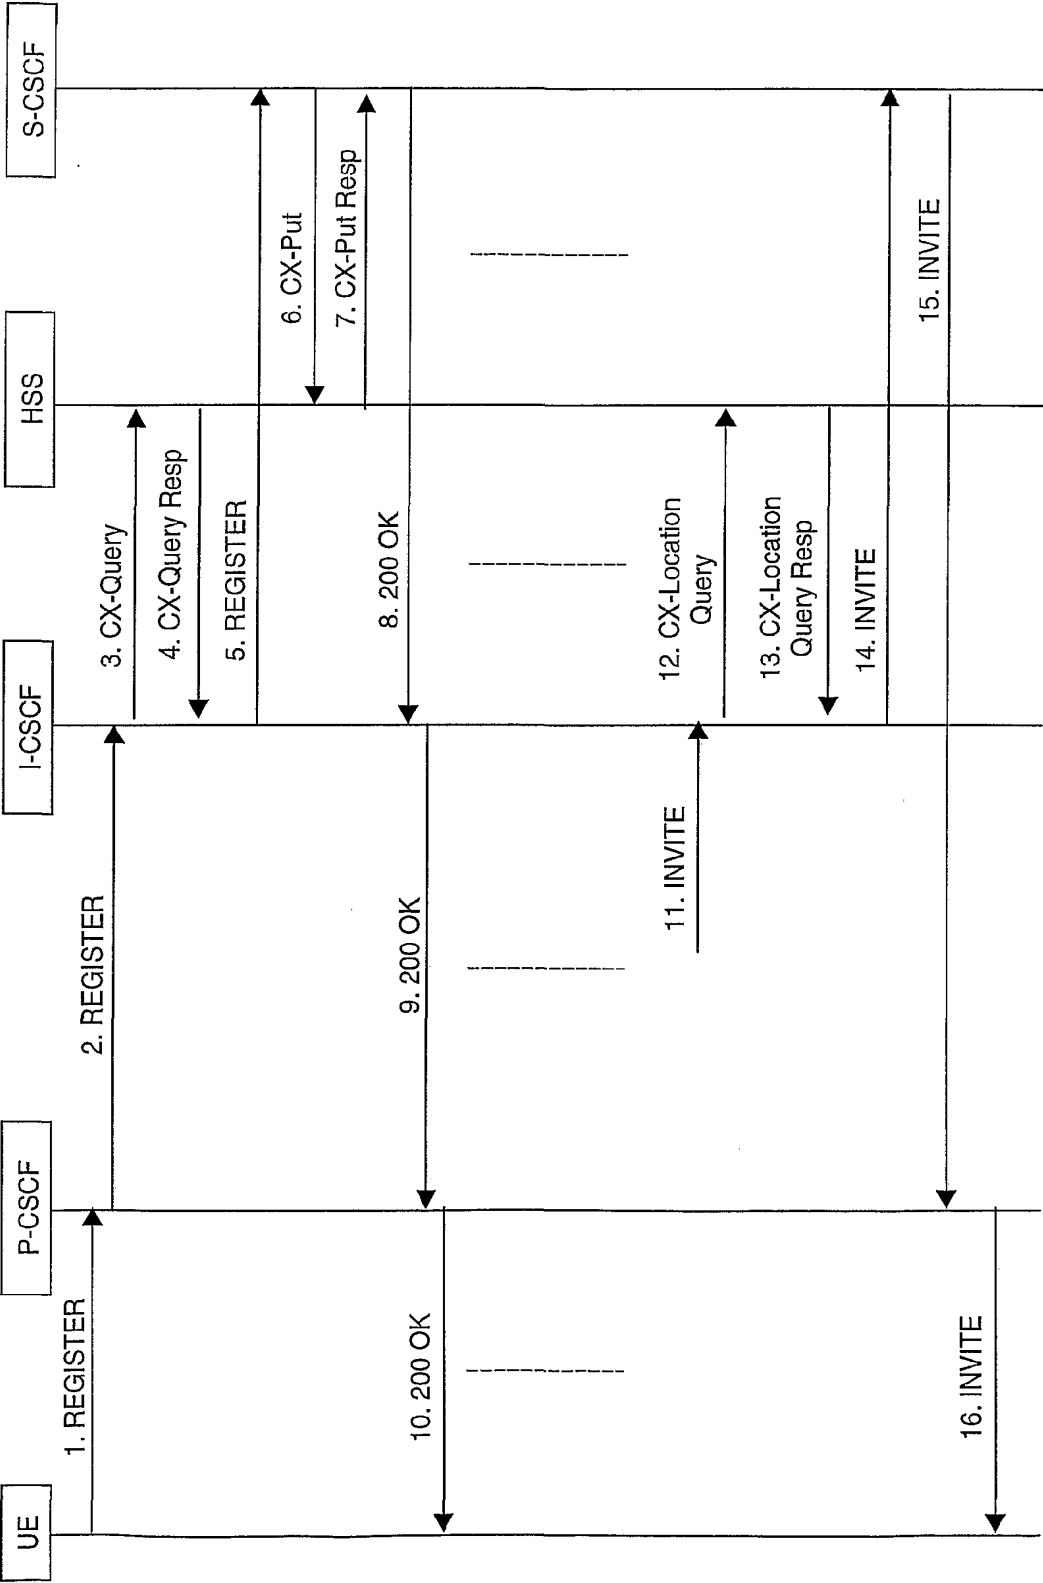 UE
P-CSCF
I-CSCF
HSS
S-CSCF
1. REGISTER
2. REGISTER
3. CX-Query
4. CX-Query Resp
5. REGISTER
6. CX-Put
7. CX-Put Resp
8. 200 OK
9. 200 OK
10. 200 OK
11. INVITE
12. CX-Location
Query
13. CX-Location
Query Resp
14. INVITE
15. INVITE
16. INVITE